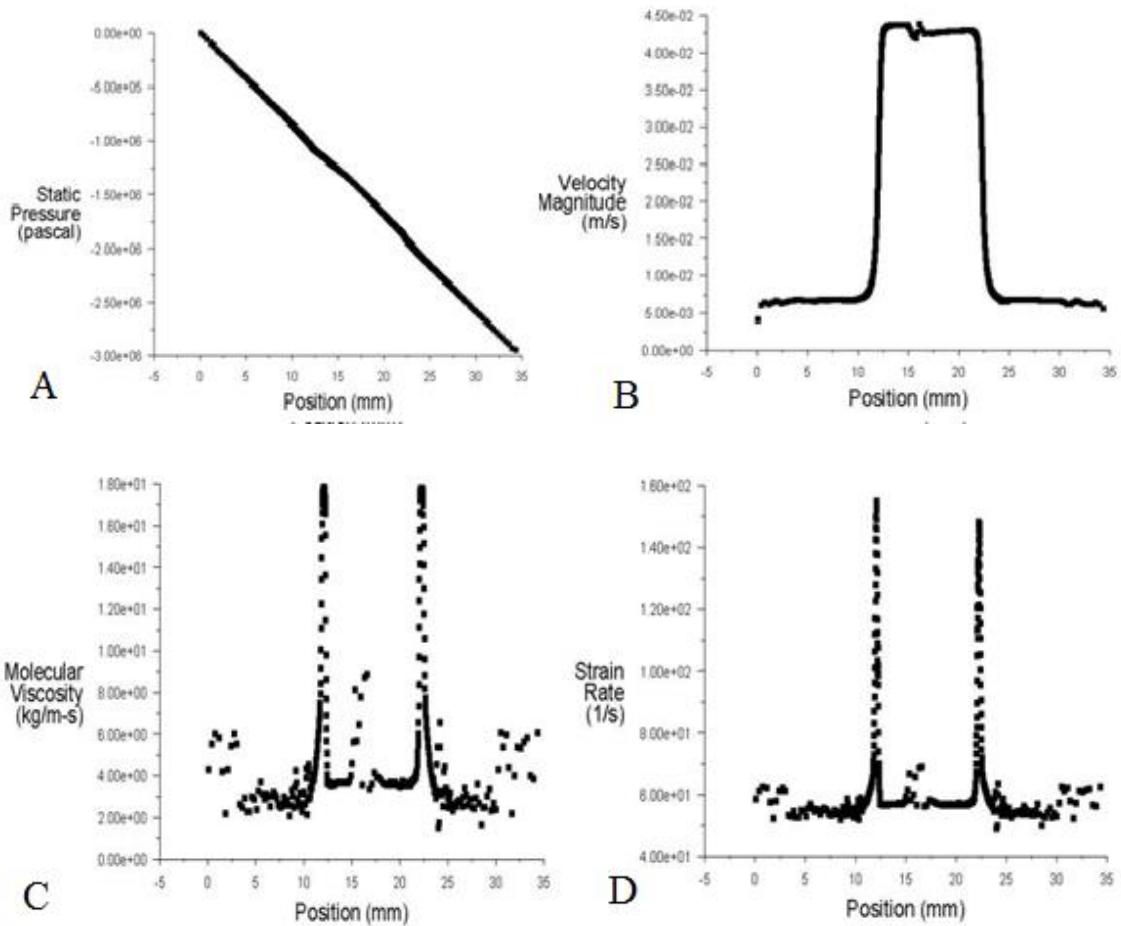 0.00e+00
-5.00e+05
-1.00e+06
-1.50e+06
-2.00e+06
-2.50e+06
-3.00e+06
Static
Pressure
(pascal)
-5 0 5 10 15 20 25 30 35
Position (mm)
A
4.50e-02
4.00e-02
3.50e-02
3.00e-02
2.50e-02
2.00e-02
1.50e-02
1.00e-02
5.00e-03
0.00e+00
Velocity
Magnitude
(m/s)
-5 0 5 10 15 20 25 30 35
Position (mm)
B
1.80e+01
1.60e+01
1.40e+01
1.20e+01
1.00e+01
8.00e+00
6.00e+00
4.00e+00
2.00e+00
0.00e+00
Molecular
Viscosity
(kg/m-s)
-5 0 5 10 15 20 25 30 35
Position (mm)
C
1.60e+02
1.40e+02
1.20e+02
1.00e+02
8.00e+01
6.00e+01
4.00e+01
Strain
Rate
(1/s)
-5 0 5 10 15 20 25 30 35
Position (mm)
D